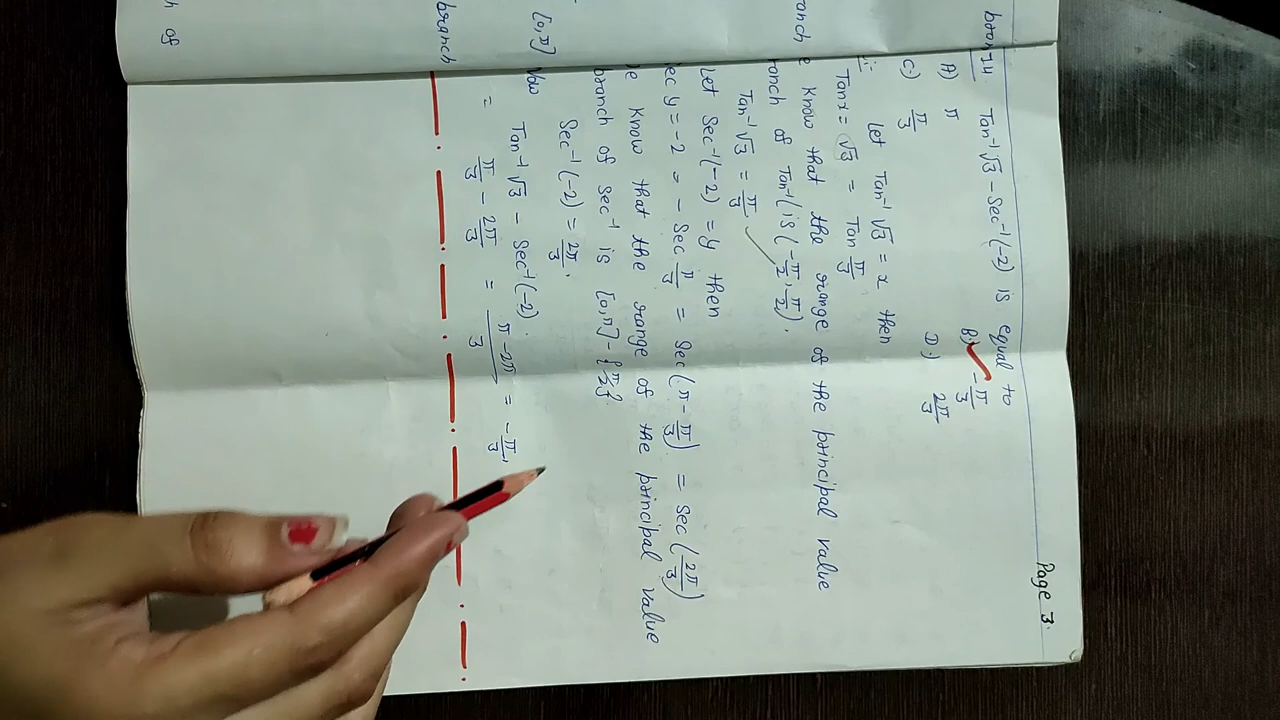 Page 3.
Tan⁻¹√3 - Sec⁻¹(-2) is equal to
A) π B) -π/3
C) π/3 D.) 2π/3
Let Tan⁻¹√3 = x then
Tanx = √3 = Tan π/3
e know that the range of the principal value
ranch of Tan⁻¹( is (-π/2, π/2).
Tan⁻¹√3 = π/3
Let Sec⁻¹(-2) = y then
ec y = -2 = - Sec π/3 = Sec(π - π/3) = Sec(2π/3)
e know that the range of the principal value
branch of Sec⁻¹ is [0,π] - {π/2}.
Sec⁻¹(-2) = 2π/3,
Now Tan⁻¹√3 - Sec⁻¹(-2).
= π/3 - 2π/3 = π-2π/3 = -π/3,
ranch
[0,π]
branch
h of